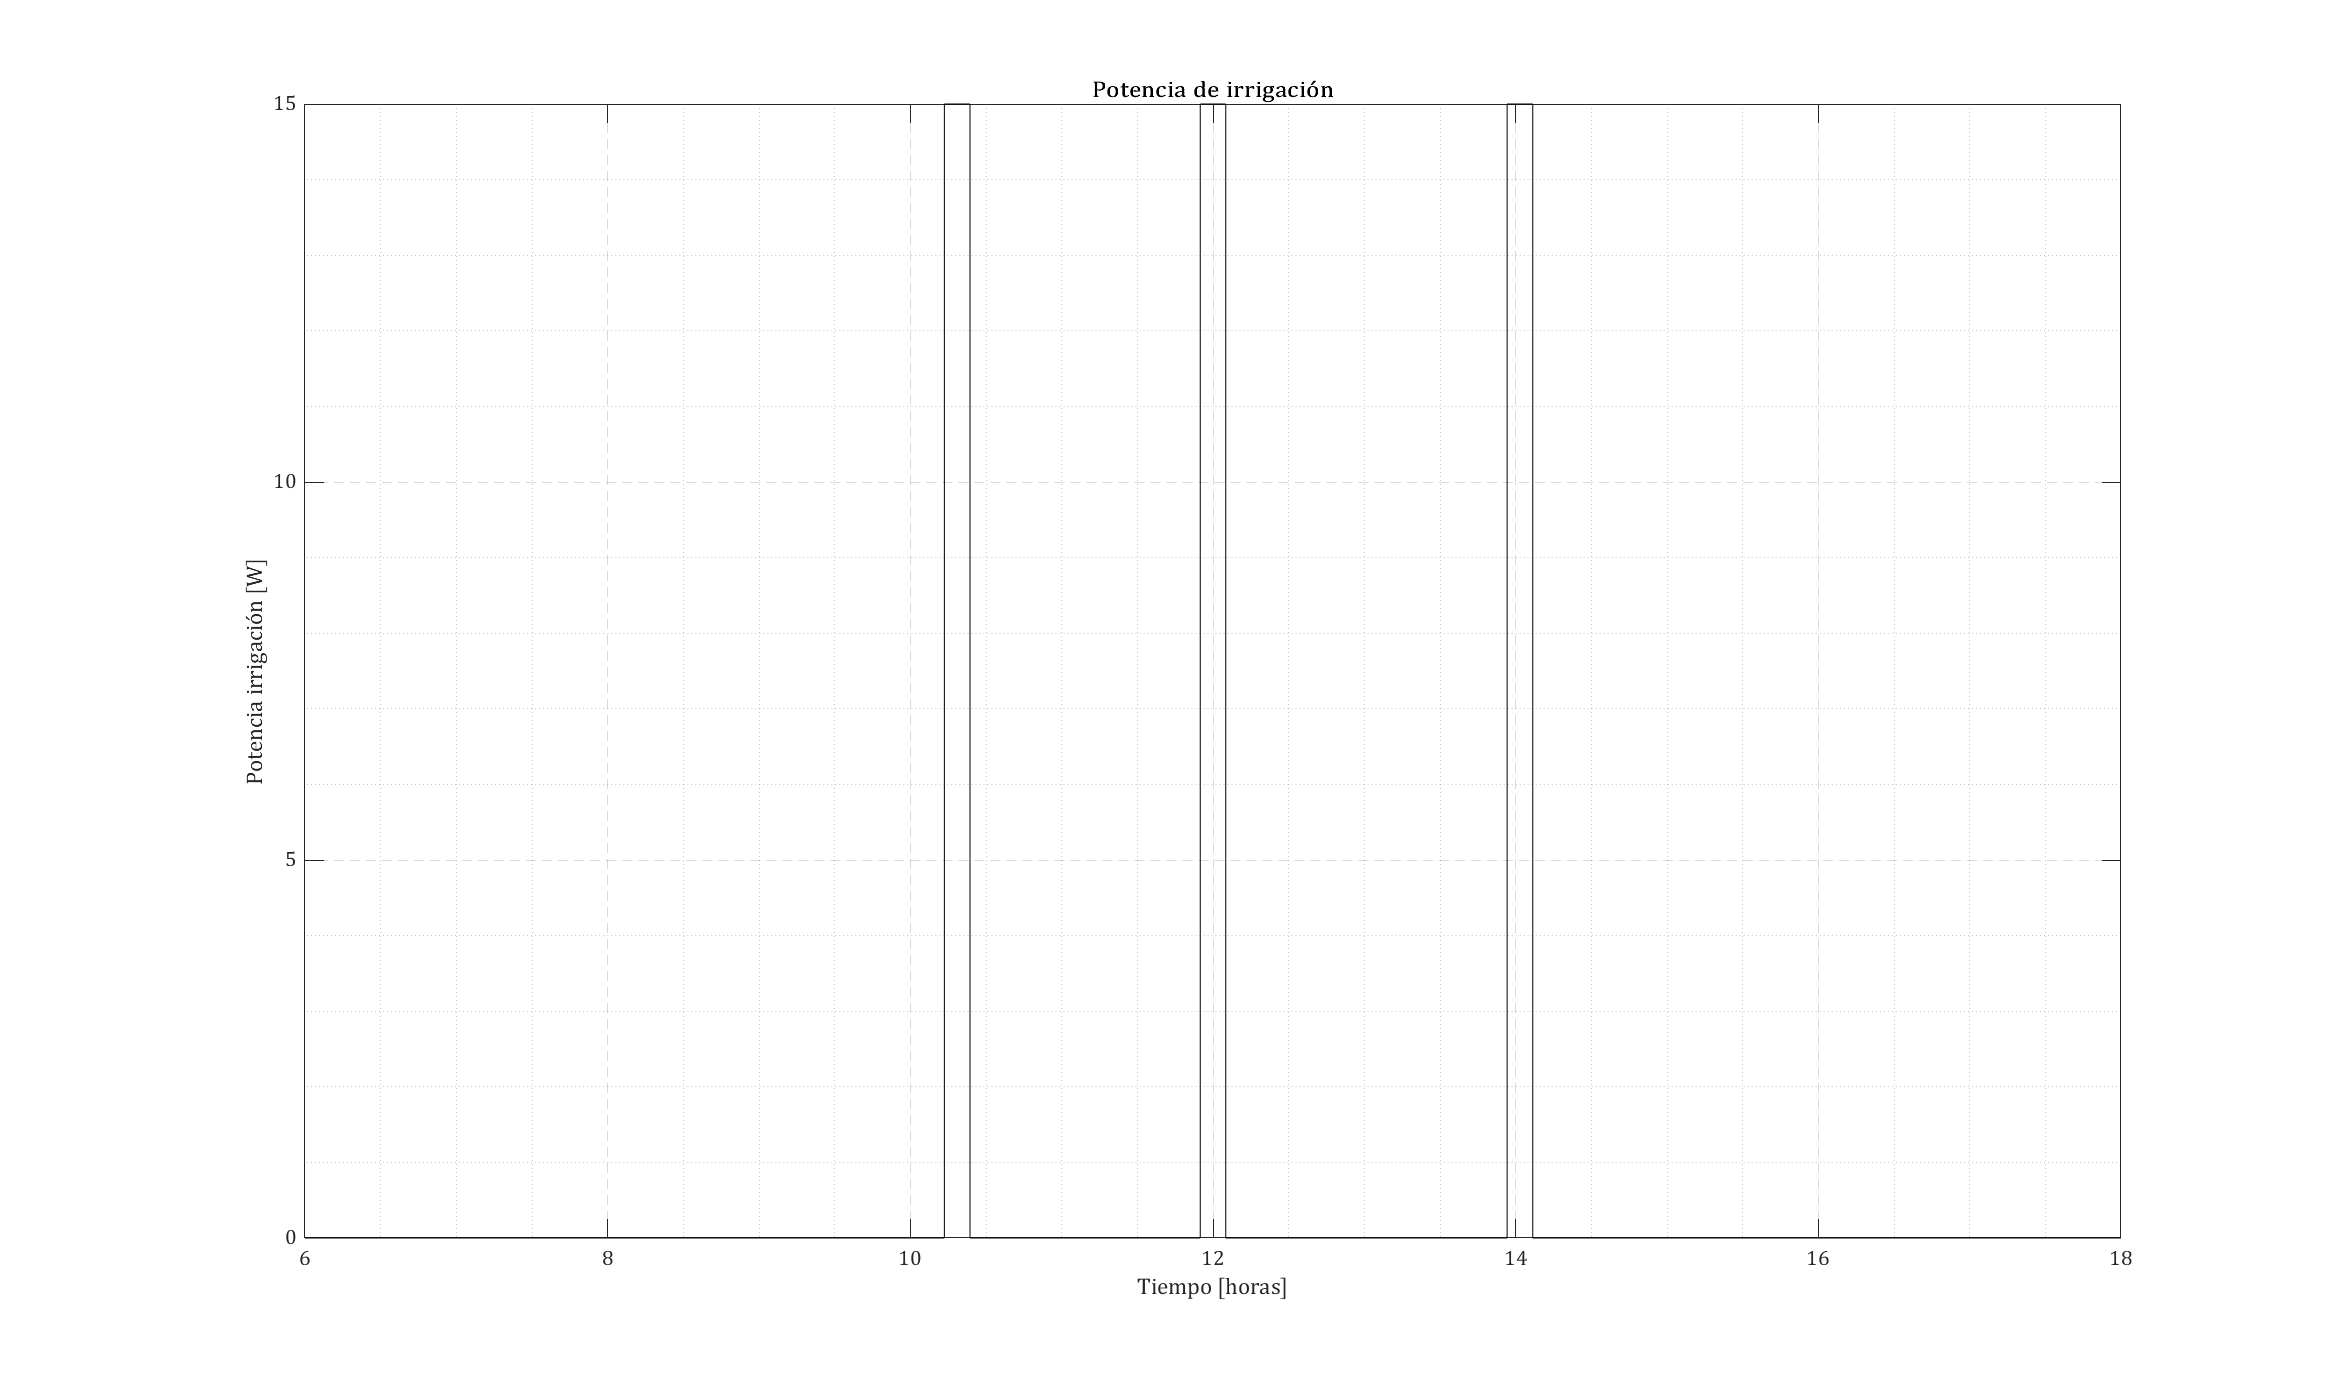 Potencia de irrigación
15
10
5
0
Potencia irrigación [W]
6 8 10 12 14 16 18
Tiempo [horas]